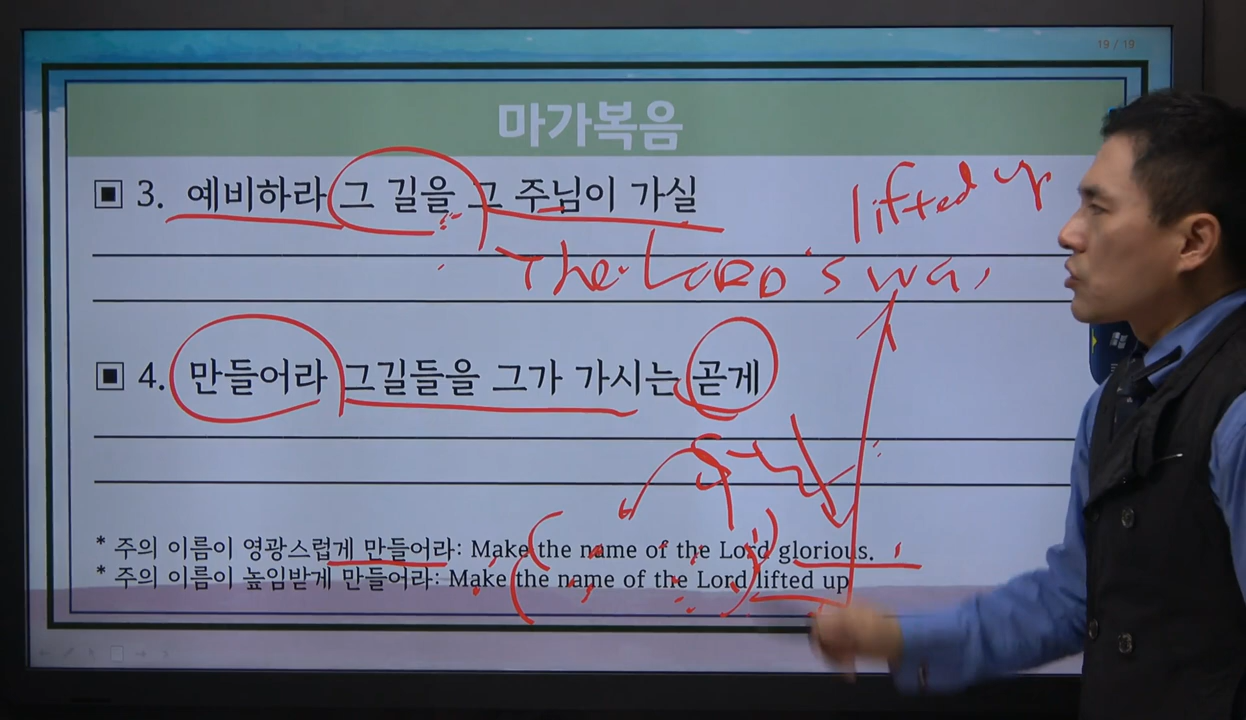 19 / 19
마가복음
▣ 3. 예비하라 그 길을 그 주님이 가실
lifted up
The LORD's wa
▣ 4. 만들어라 그길들을 그가 가시는 곧게
* 주의 이름이 영광스럽게 만들어라: Make the name of the Lord glorious.
* 주의 이름이 높임받게 만들어라: Make the name of the Lord lifted up